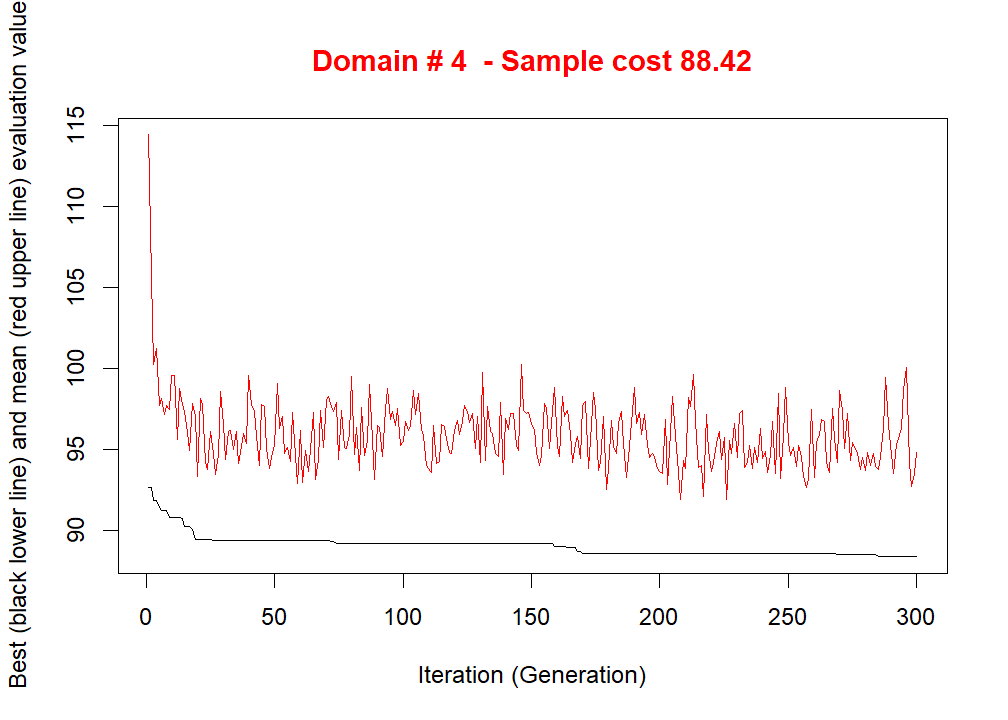 Domain # 4  - Sample cost 88.42
Best (black lower line) and mean (red upper line) evaluation value
115
110
105
100
95
90
0 50 100 150 200 250 300
Iteration (Generation)